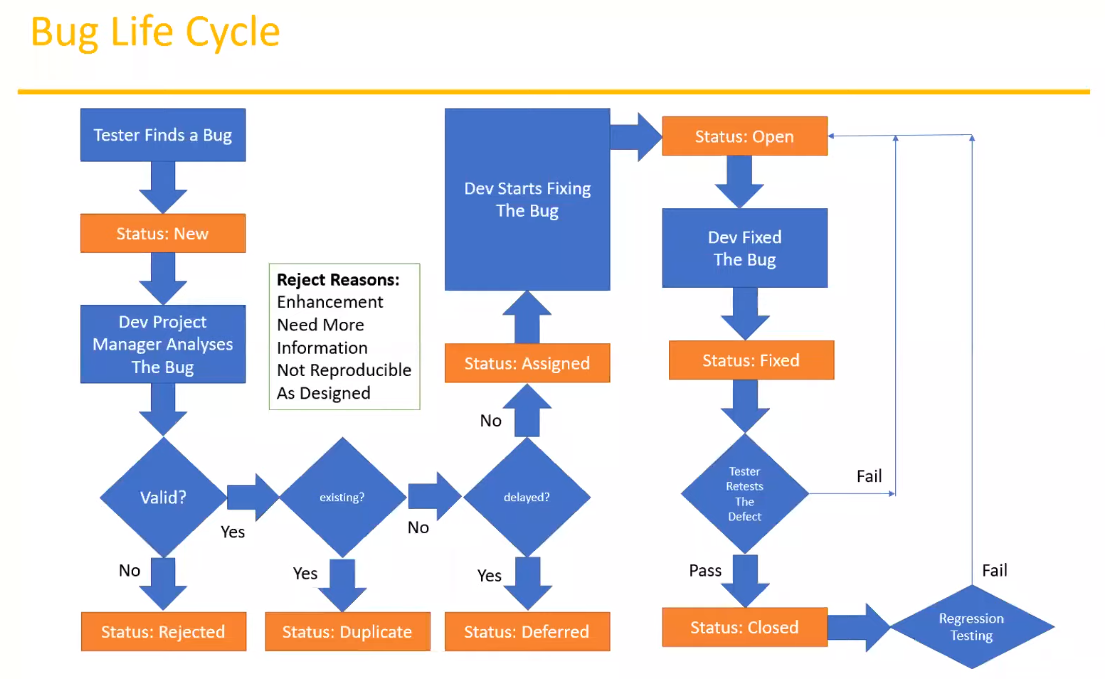 Bug Life Cycle
Tester Finds a Bug
Status: New
Dev Project
Manager Analyses
The Bug
Valid?
Yes
No
Status: Rejected
existing?
No
Yes
Status: Duplicate
Reject Reasons:
Enhancement
Need More
Information
Not Reproducible
As Designed
delayed?
Yes
Status: Deferred
No
Status: Assigned
Dev Starts Fixing
The Bug
Status: Open
Dev Fixed
The Bug
Status: Fixed
Tester
Retests
The
Defect
Fail
Pass
Status: Closed
Regression
Testing
Fail